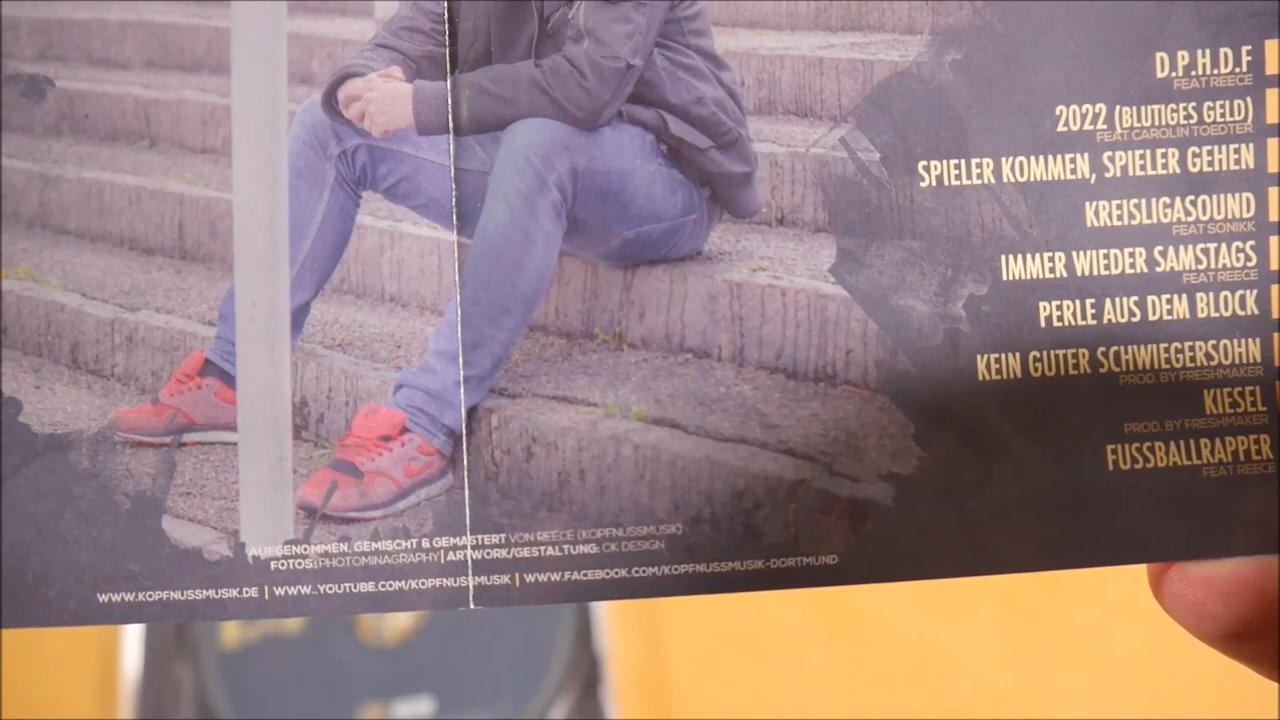 D.P.H.D.F
FEAT REECE
2022 (BLUTIGES GELD)
FEAT CAROLIN TOEDTER
SPIELER KOMMEN, SPIELER GEHEN
KREISLIGASOUND
FEAT SONIKK
IMMER WIEDER SAMSTAGS
FEAT REECE
PERLE AUS DEM BLOCK
KEIN GUTER SCHWIEGERSOHN
PROD. BY FRESHMAKER
KIESEL
PROD. BY FRESHMAKER
FUSSBALLRAPPER
FEAT REECE
AUFGENOMMEN, GEMISCHT & GEMASTERT VON REECE (KOPFNUSSMUSIK)
FOTOS: PHOTOMINAGRAPHY| ARTWORK/GESTALTUNG: CK DESIGN
WWW.KOPFNUSSMUSIK.DE | WWW..YOUTUBE.COM/KOPFNUSSMUSIK | WWW.FACEBOOK.COM/KOPFNUSSMUSIK-DORTMUND